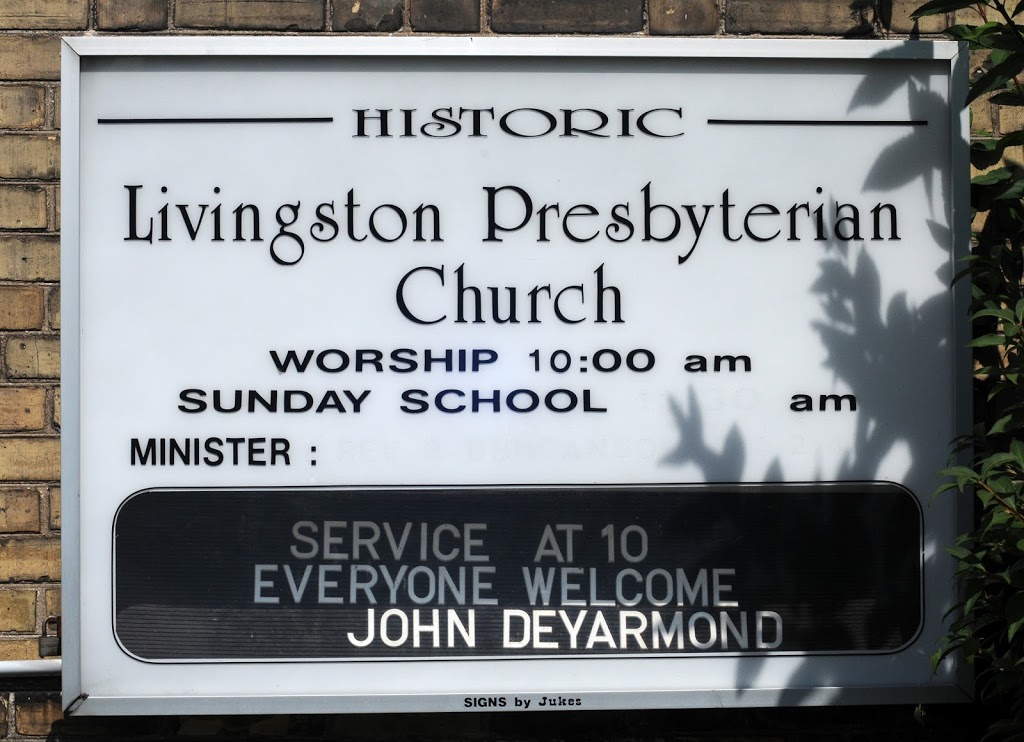 HISTORIC
Livingston Presbyterian
Church
WORSHIP 10:00 am
SUNDAY SCHOOL am
MINISTER :
SERVICE AT 10
EVERYONE WELCOME
JOHN DEYARMOND
SIGNS by Jukes